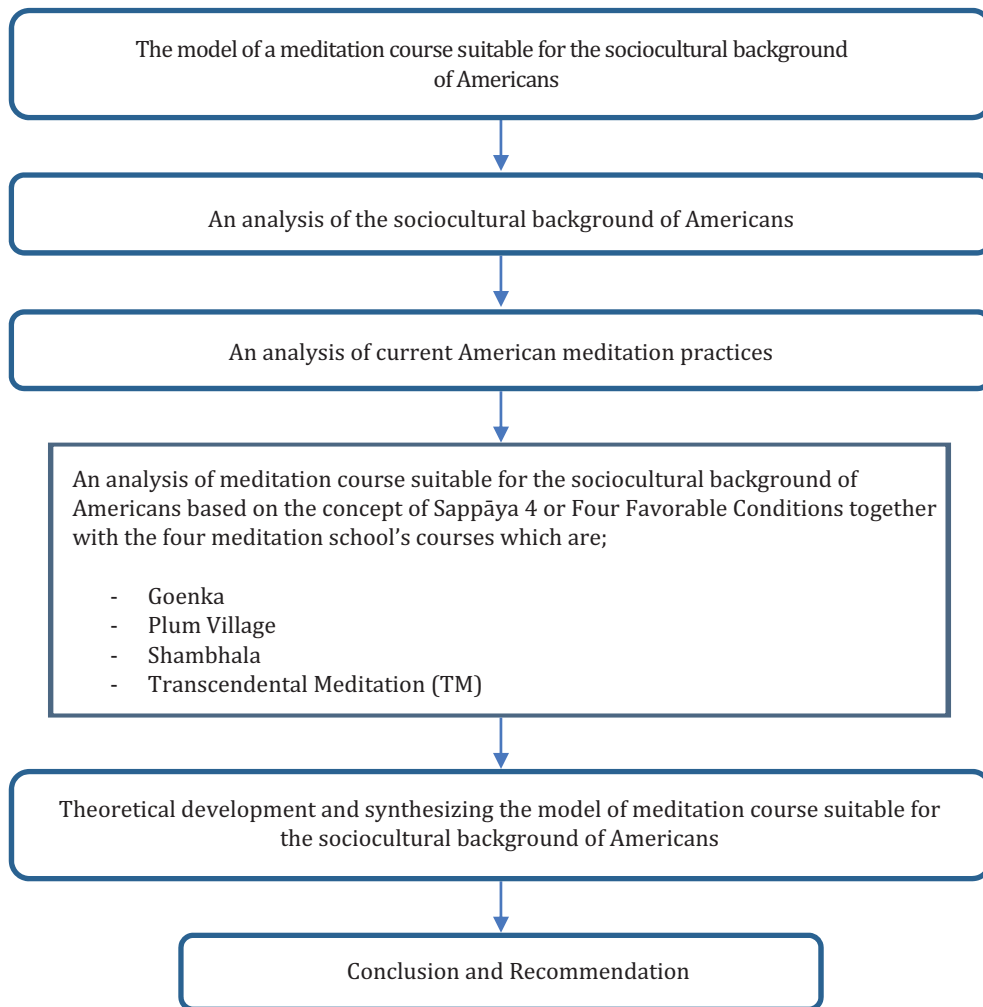 The model of a meditation course suitable for the sociocultural background
of Americans
An analysis of the sociocultural background of Americans
An analysis of current American meditation practices
An analysis of meditation course suitable for the sociocultural background of
Americans based on the concept of Sappāya 4 or Four Favorable Conditions together
with the four meditation school’s courses which are;
- Goenka
- Plum Village
- Shambhala
- Transcendental Meditation (TM)
Theoretical development and synthesizing the model of meditation course suitable for
the sociocultural background of Americans
Conclusion and Recommendation